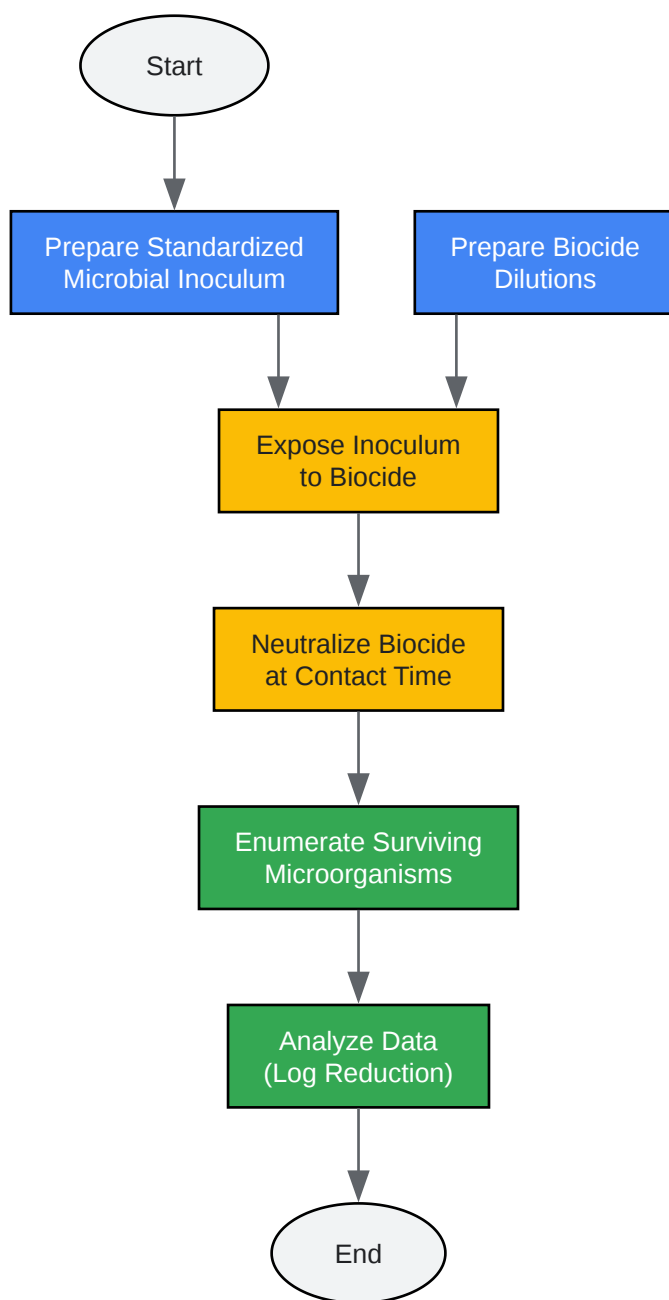 Start
Prepare Standardized
Microbial Inoculum
Prepare Biocide
Dilutions
Expose Inoculum
to Biocide
Neutralize Biocide
at Contact Time
Enumerate Surviving
Microorganisms
Analyze Data
(Log Reduction)
End